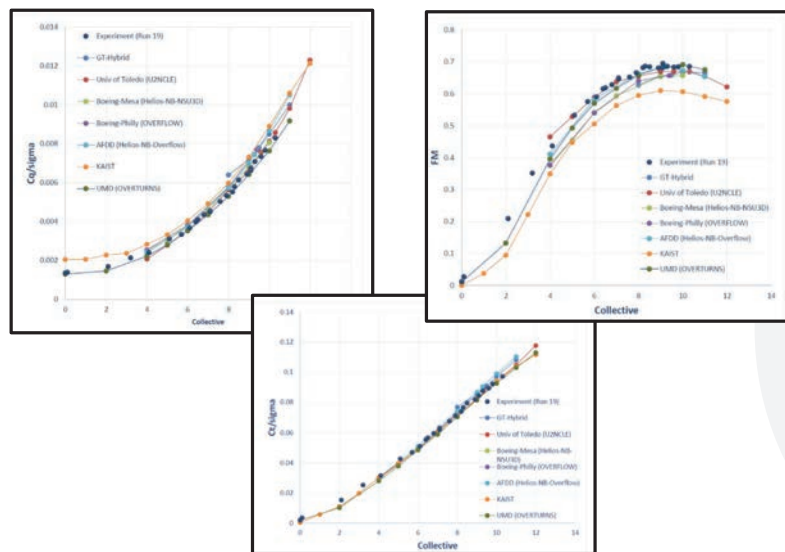 0.014
0.012
0.01
0.008
0.006
0.004
0.002
0
Cq/sigma
Experiment (Run 19)
GT-Hybrid
Univ of Toledo (U2NCLE)
Boeing-Mesa (Helios-NB-NSU3D)
Boeing-Philly (OVERFLOW)
AFDD (Helios-NB-Overflow)
KAIST
UMD (OVERTURNS)
0 2 4 6 8
Collective
0.8
0.7
0.6
0.5
0.4
0.3
0.2
0.1
0
FM
Experiment (Run 19)
GT-Hybrid
Univ of Toledo (U2NCLE)
Boeing-Mesa (Helios-NB-NSU3D)
Boeing-Philly (OVERFLOW)
AFDD (Helios-NB-Overflow)
KAIST
UMD (OVERTURNS)
0 2 4 6 8 10 12 14
Collective
0.12
0.1
0.08
0.06
0.04
0.02
0
Ct/sigma
Experiment (Run 19)
GT-Hybrid
Univ of Toledo (U2NCLE)
Boeing-Mesa (Helios-NB-
NSU3D)
Boeing-Philly (OVERFLOW)
AFDD (Helios-NB-Overflow)
KAIST
UMD (OVERTURNS)
0 2 4 6 8 10 12 14
Collective